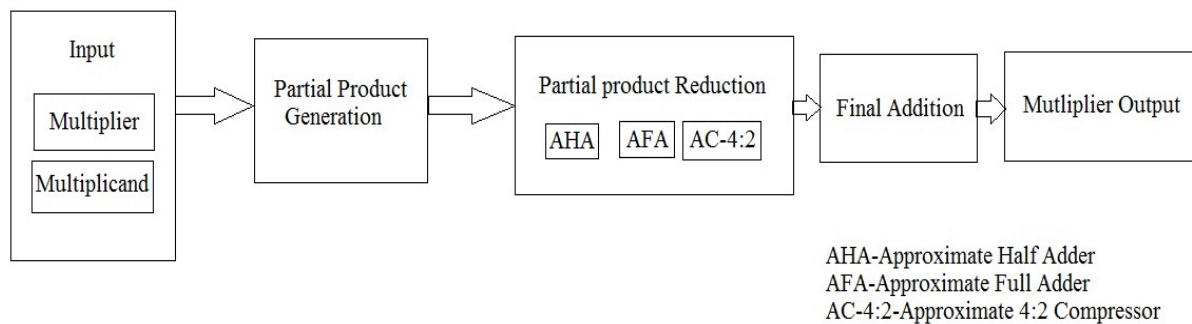 Input
Multiplier
Multiplicand
Partial Product
Generation
Partial product Reduction
AHA
AFA
AC-4:2
Final Addition
Mutliplier Output
AHA-Approximate Half Adder
AFA-Approximate Full Adder
AC-4:2-Approximate 4:2 Compressor